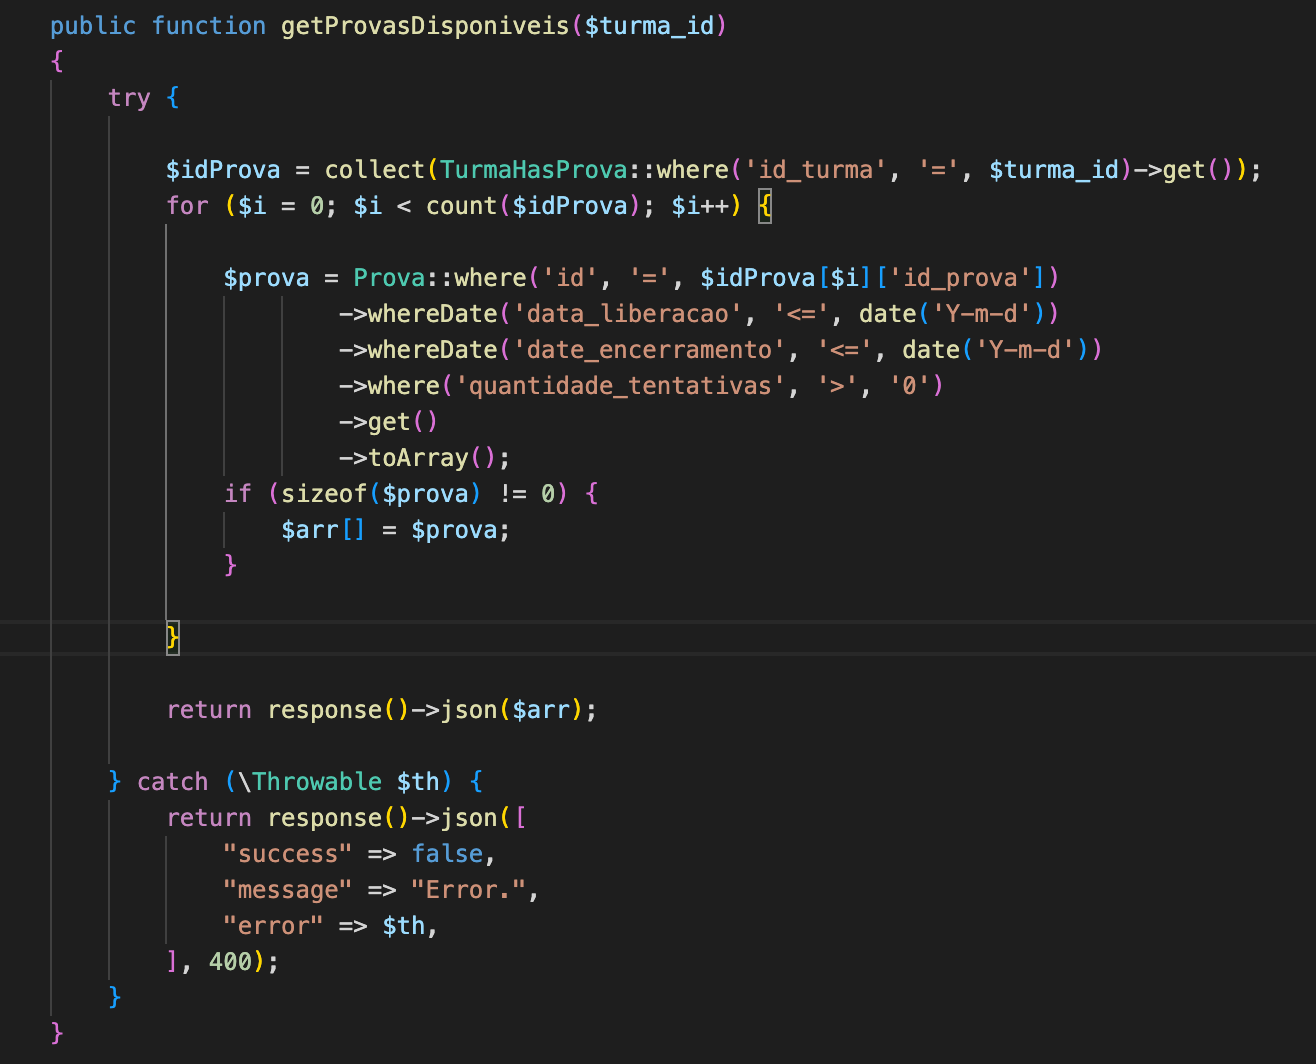 public function getProvasDisponiveis($turma_id)
{
try {
$idProva = collect(TurmaHasProva::where('id_turma', '=', $turma_id)->get());
for ($i = 0; $i < count($idProva); $i++) {
$prova = Prova::where('id', '=', $idProva[$i]['id_prova'])
->whereDate('data_liberacao', '<=', date('Y-m-d'))
->whereDate('date_encerramento', '<=', date('Y-m-d'))
->where('quantidade_tentativas', '>', '0')
->get()
->toArray();
if (sizeof($prova) != 0) {
$arr[] = $prova;
}
}
return response()->json($arr);
} catch (\Throwable $th) {
return response()->json([
"success" => false,
"message" => "Error.",
"error" => $th,
], 400);
}
}